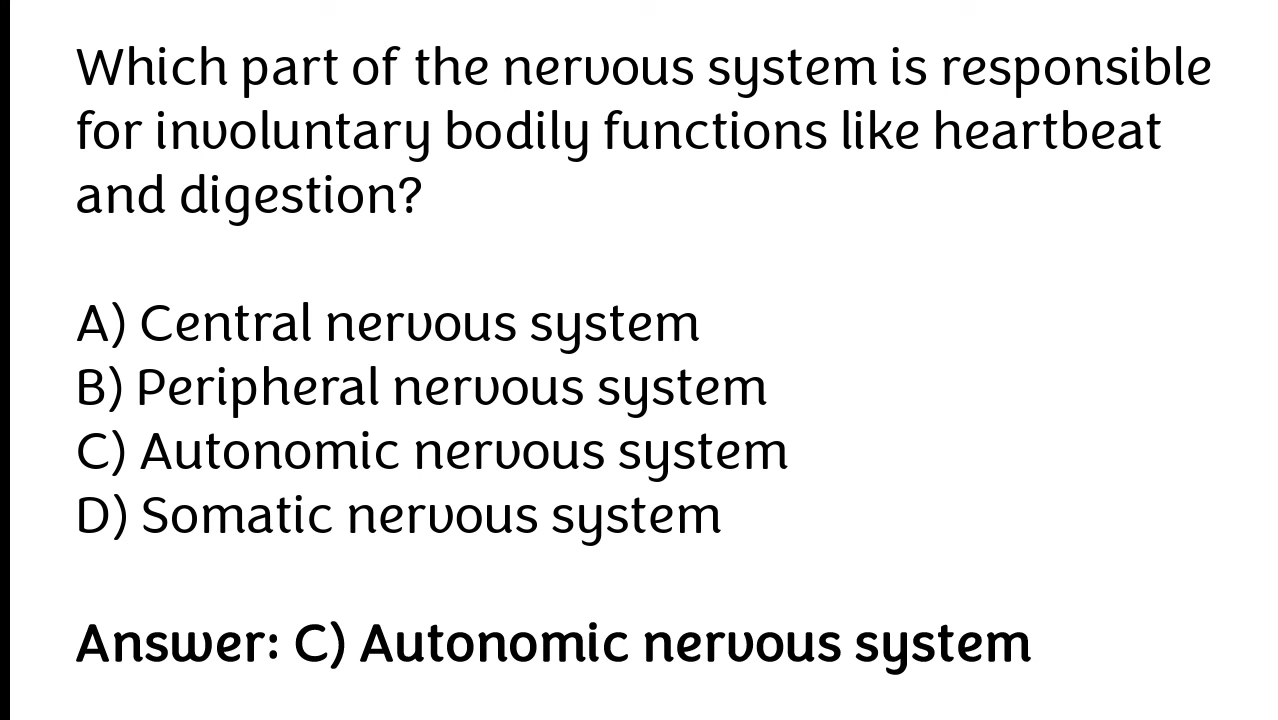 Which part of the nervous system is responsible
for involuntary bodily functions like heartbeat
and digestion?
A) Central nervous system
B) Peripheral nervous system
C) Autonomic nervous system
D) Somatic nervous system
Answer: C) Autonomic nervous system